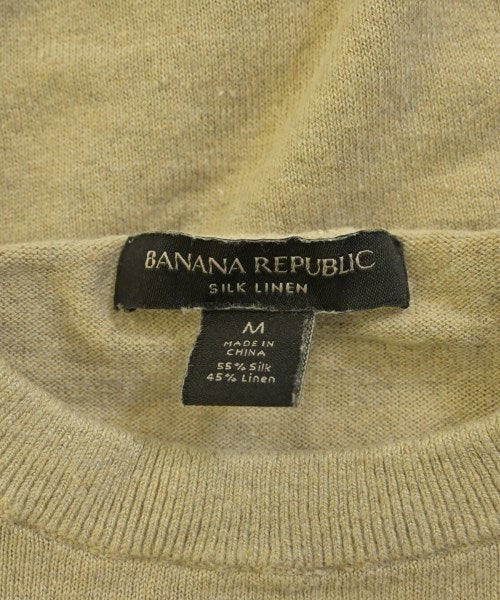 BANANA REPUBLIC
SILK LINEN
M
MADE IN
CHINA
55% Silk
45% Linen